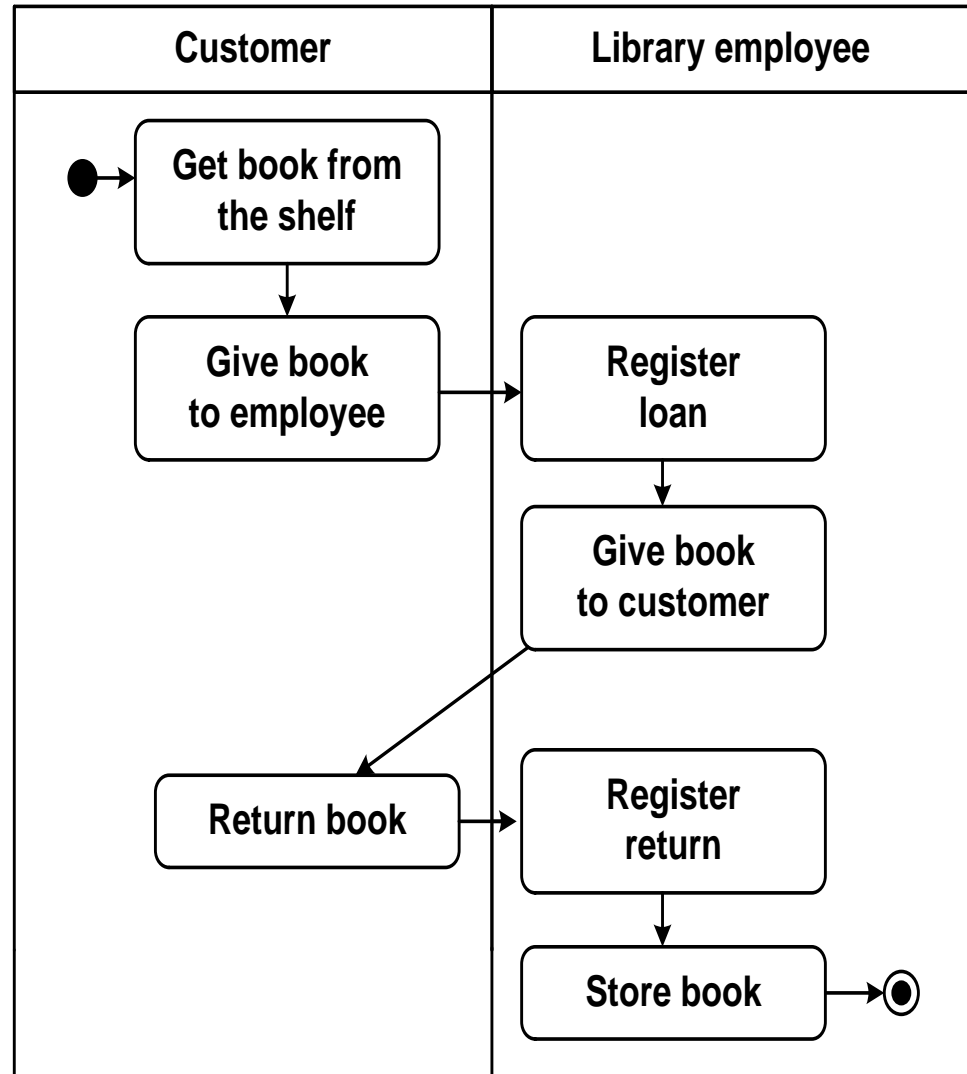 Customer
Library employee
Get book from
the shelf
Give book
to employee
Register
loan
Give book
to customer
Return book
Register
return
Store book